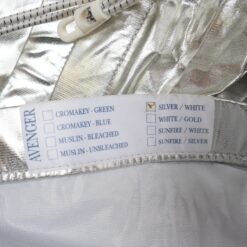 AVENGER
CROMAKEY - GREEN
CROMAKEY - BLUE
MUSLIN - BLEACHED
MUSLIN - UNBLEACHED
SILVER / WHITE
WHITE / GOLD
SUNFIRE / WHITE
SUNFIRE / SILVER